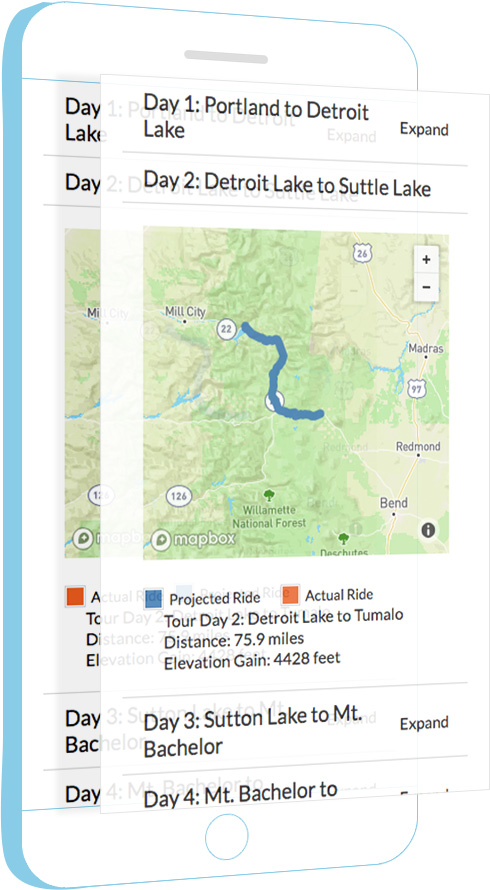 Day 1: Portland to Detroit
Lake
Expand
Day 2: Detroit Lake to Suttle Lake
26
+
−
Mill City
Mill City
22
Madras
97
Redmond
126
Bend
Willamette
National Forest
Deschutes
mapbox
Projected Ride
Actual Ride
Tour Day 2: Detroit Lake to Tumalo
Distance: 75.9 miles
Elevation Gain: 4428 feet
Day 3: Sutton Lake to Mt.
Bachelor
Expand
Day 4: Mt. Bachelor to